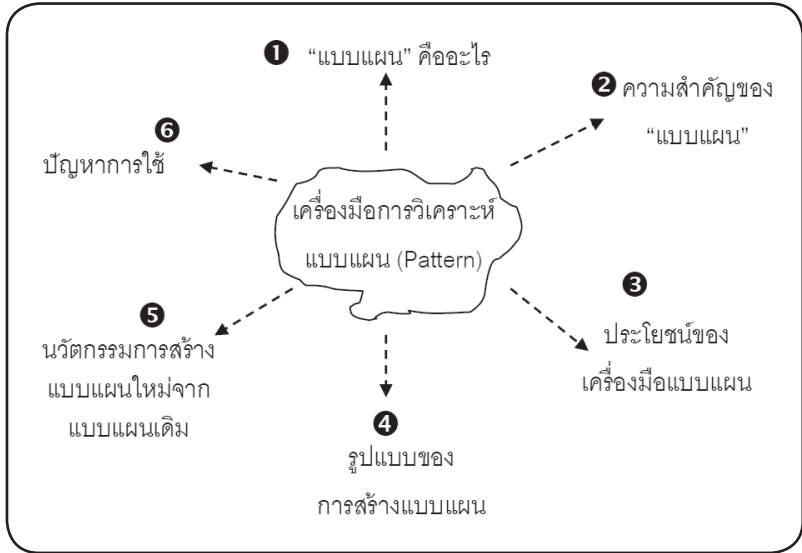 ❶ “แบบแผน” คืออะไร
❷ ความสำคัญของ
“แบบแผน”
❸
ประโยชน์ของ
เครื่องมือแบบแผน
❹
รูปแบบของ
การสร้างแบบแผน
❺
นวัตกรรมการสร้าง
แบบแผนใหม่จาก
แบบแผนเดิม
❻
ปัญหาการใช้
เครื่องมือการวิเคราะห์
แบบแผน (Pattern)